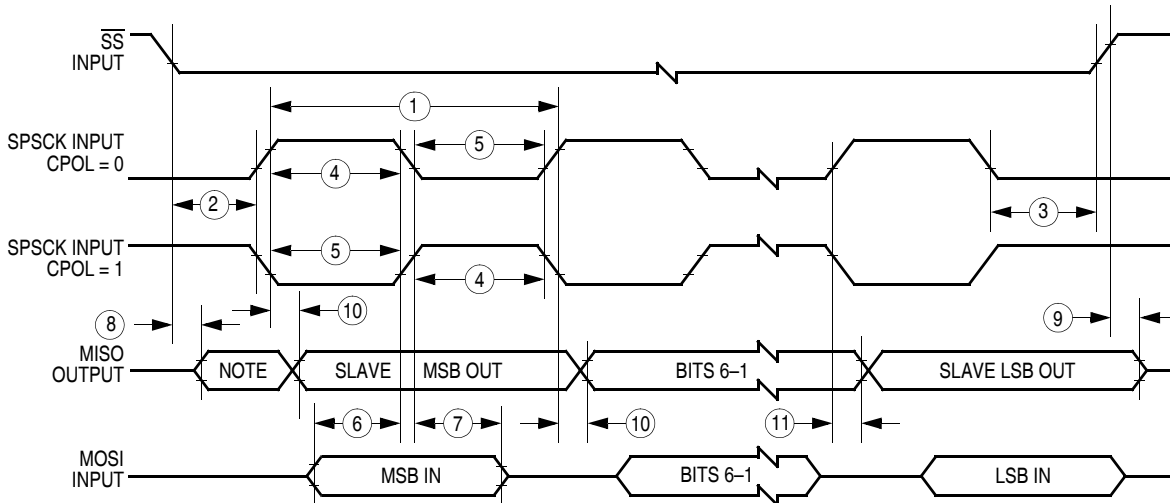 SS
INPUT
1
SPSCK INPUT
CPOL = 0
5
4
2
3
SPSCK INPUT
CPOL = 1
5
4
8
10
9
MISO
OUTPUT
NOTE
SLAVE
MSB OUT
BITS 6–1
SLAVE LSB OUT
6
7
10
11
MOSI
INPUT
MSB IN
BITS 6–1
LSB IN